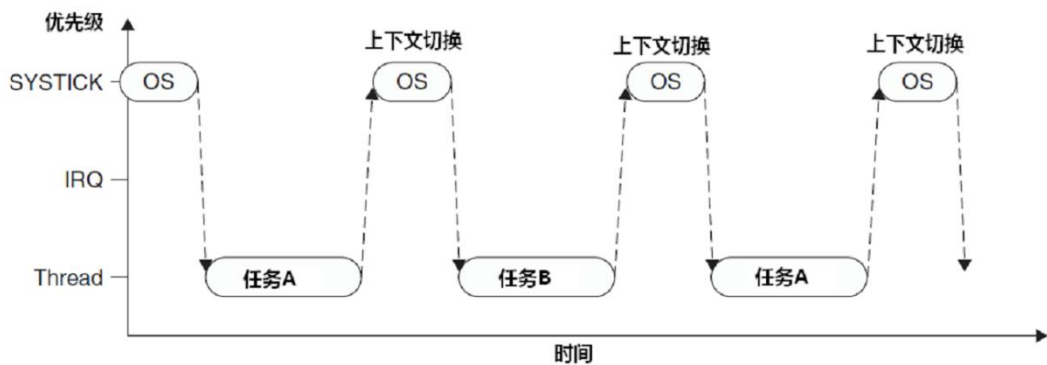 优先级
上下文切换 上下文切换 上下文切换
SYSTICK OS OS OS OS
IRQ
Thread 任务A 任务B 任务A
时间